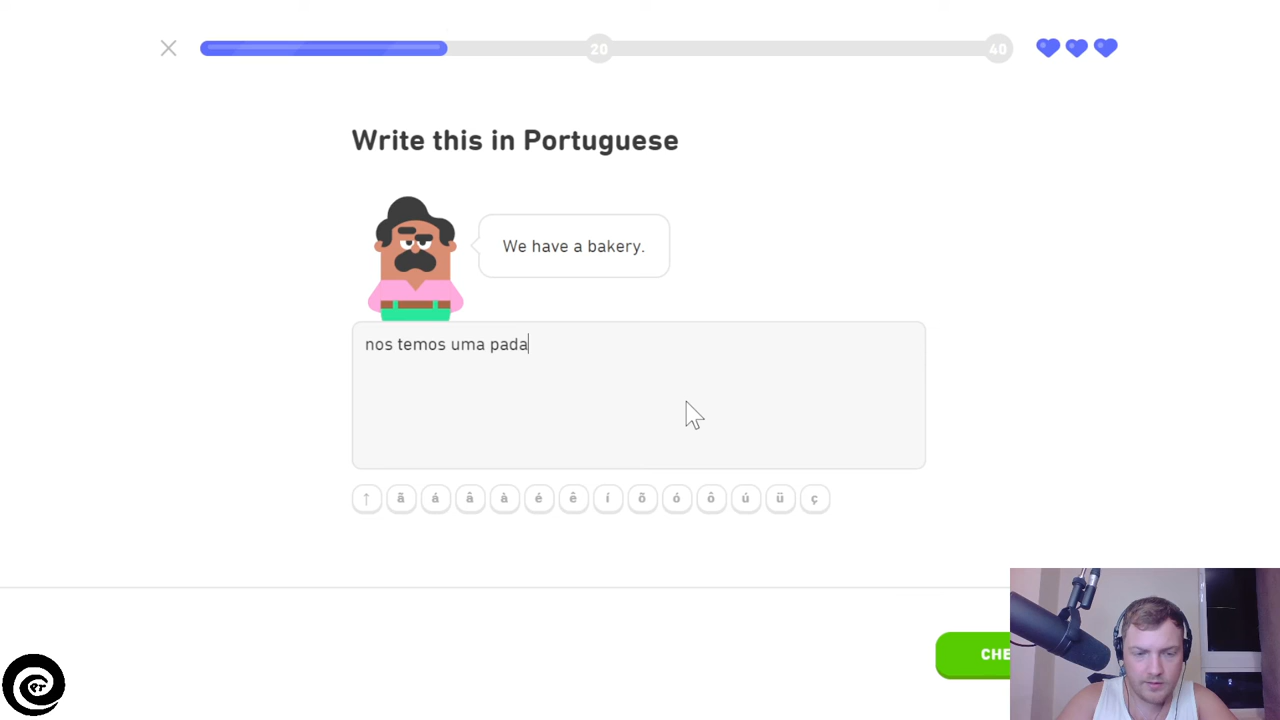 20
40
Write this in Portuguese
We have a bakery.
nos temos uma pada
↑ ã á â à é ê í õ ó ô ú ü ç
CHE